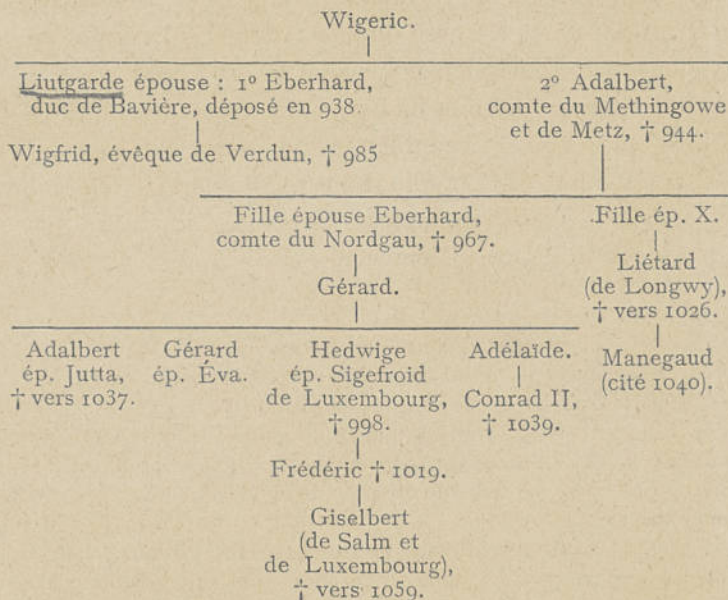 Wigeric.
Liutgarde épouse : 1º Eberhard,
duc de Bavière, déposé en 938.
Wigfrid, évêque de Verdun, † 985
2º Adalbert,
comte du Methingowe
et de Metz, † 944.
Fille épouse Eberhard,
comte du Nordgau, † 967.
Gérard.
Fille ép. X.
Liétard
(de Longwy),
† vers 1026.
Manegaud
(cité 1040).
Adalbert
ép. Jutta,
† vers 1037.
Gérard
ép. Éva.
Hedwige
ép. Sigefroid
de Luxembourg,
† 998.
Frédéric † 1019.
Giselbert
(de Salm et
de Luxembourg),
† vers 1059.
Adélaïde.
Conrad II,
† 1039.